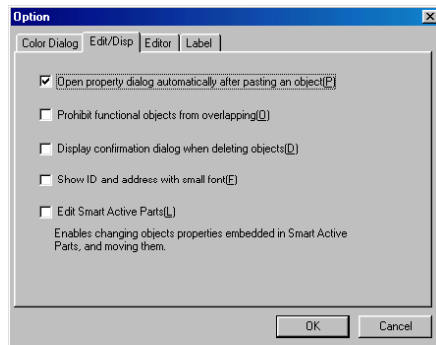 Option
Color Dialog Edit/Disp Editor Label
Open property dialog automatically after pasting an object(P)
Prohibit functional objects from overlapping(O)
Display confirmation dialog when deleting objects(D)
Show ID and address with small font(F)
Edit Smart Active Parts(L)
Enables changing objects properties embedded in Smart Active
Parts, and moving them.
OK Cancel